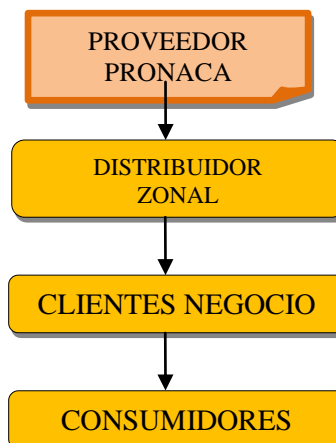 PROVEEDOR
PRONACA
DISTRIBUIDOR
ZONAL
CLIENTES NEGOCIO
CONSUMIDORES